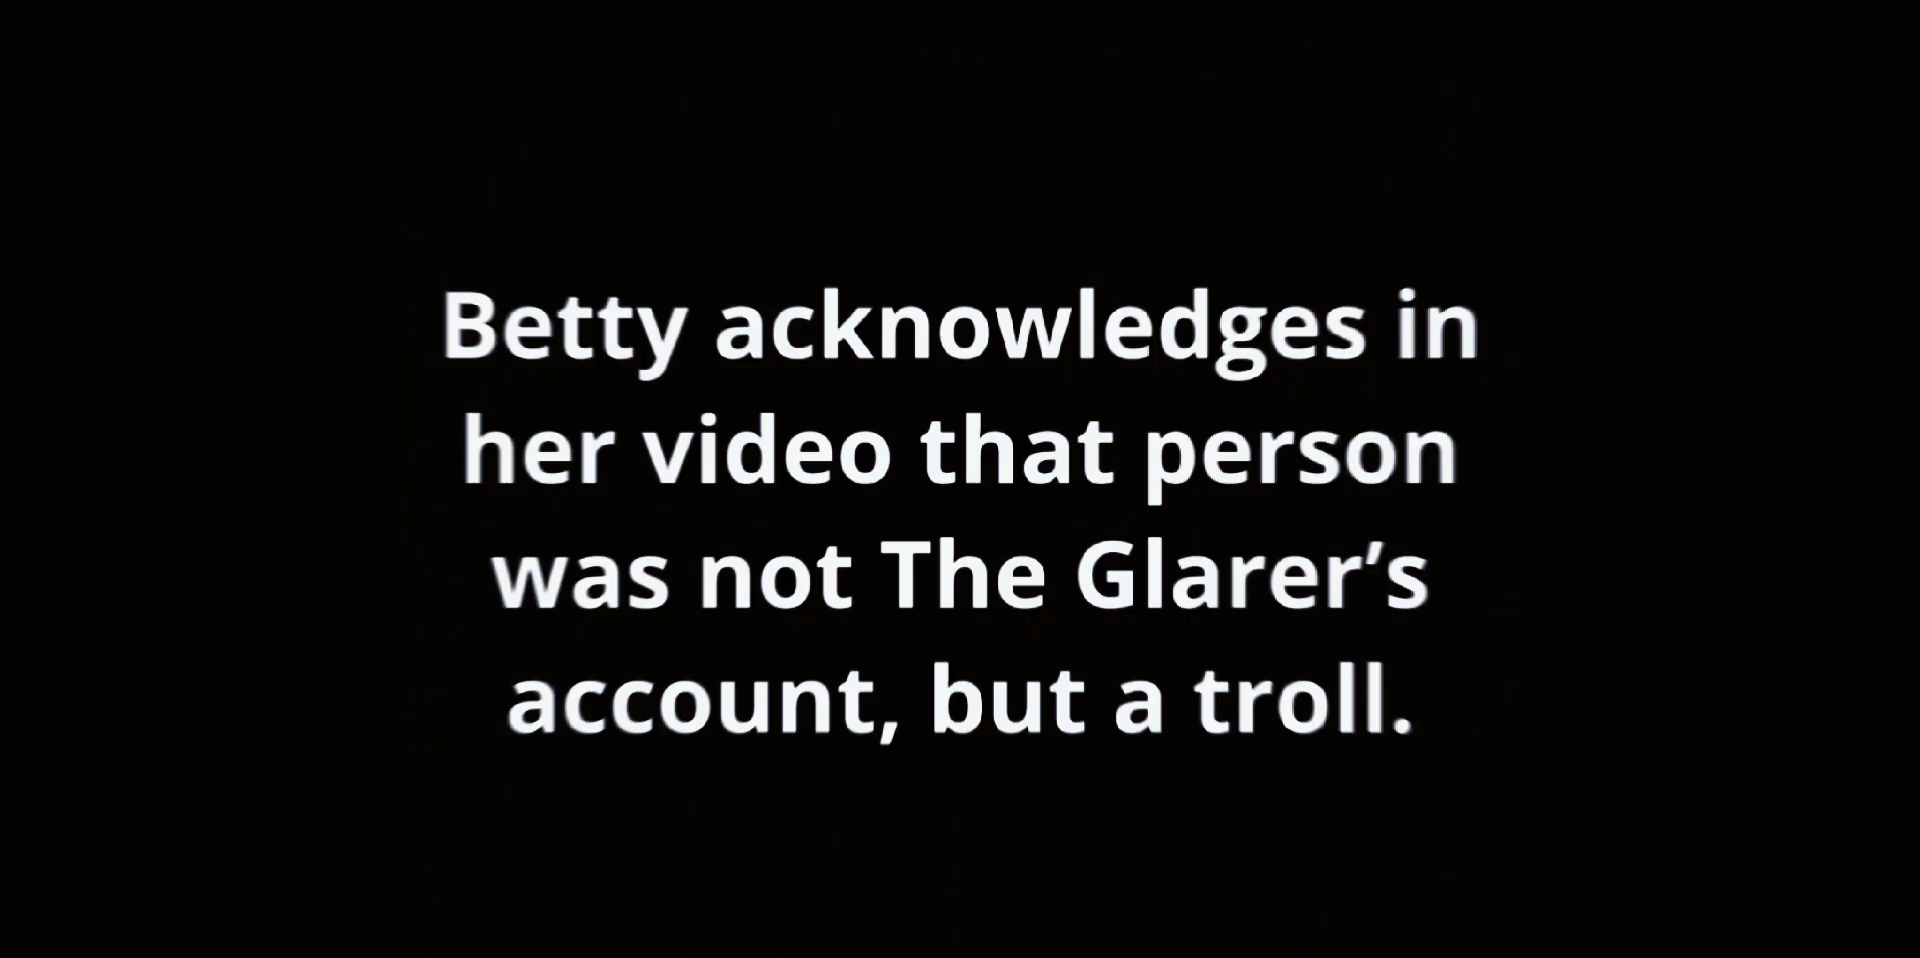 Betty acknowledges in
her video that person
was not The Glarer’s
account, but a troll.